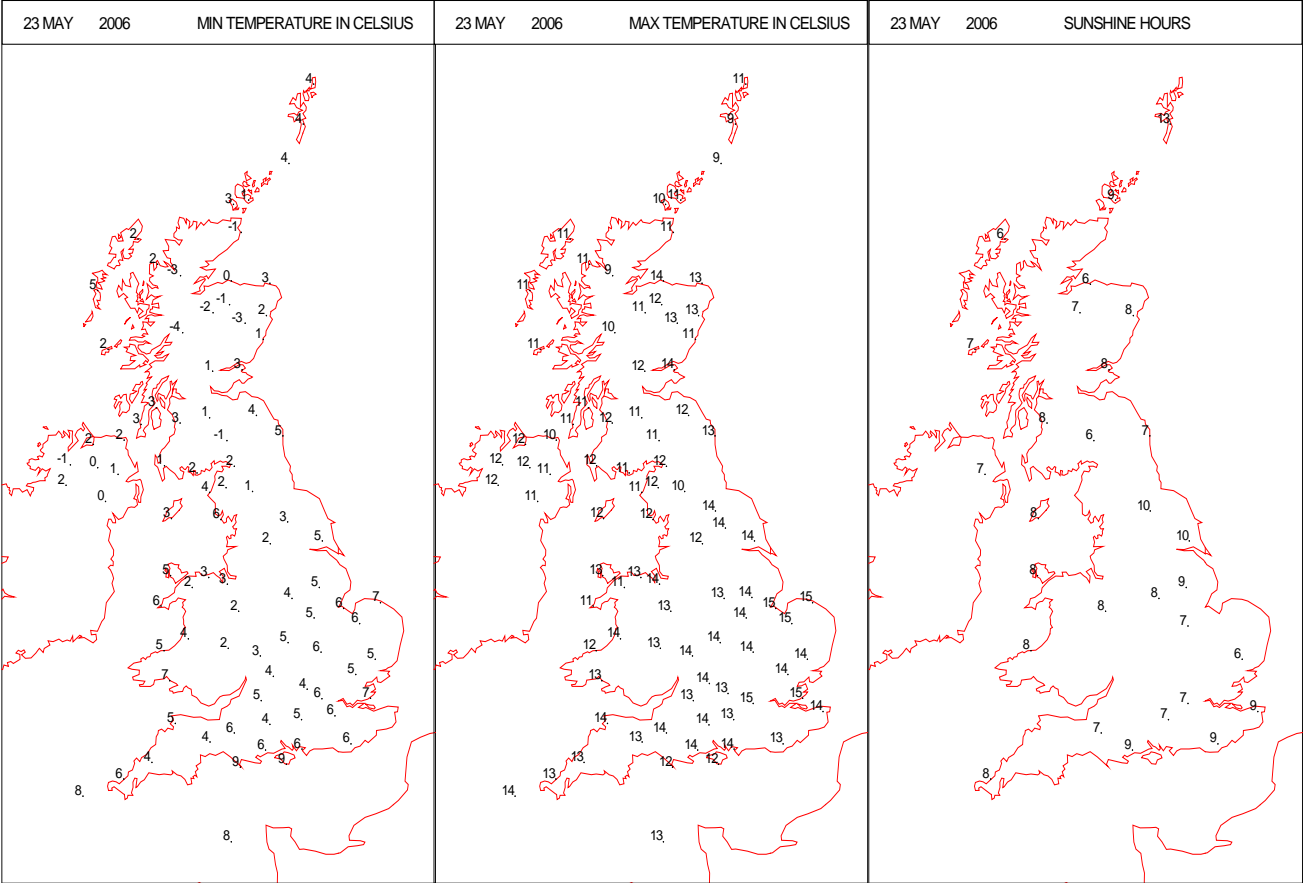 23 MAY 2006 MIN TEMPERATURE IN CELSIUS
4.
4.
4.
3 1
-1.
2.
2. -3. 0 3.
5
-2. -1. -3. 2.
-4. 1
2.
1. 3.
3. 3 3. 1. 4.
5
2. 2. -1.
-1. 0. 1. 1 2. 2.
2. 4. 2. 1.
0.
3. 6. 3.
2. 5.
5 2. 3. 3. 5.
4.
6. 2. 5. 6. 7.
6.
4. 5.
5. 2. 3. 6. 5.
7. 4. 5.
5. 4. 6. 7.
5. 6. 4. 5. 6.
4. 6. 6. 6.
4. 9. 9.
6.
8.
8.
23 MAY 2006 MAX TEMPERATURE IN CELSIUS
11
9.
9.
10 11
11.
11.
11. 9. 14 13.
11
11. 12. 13. 13.
10. 11
11.
12. 14.
11. 11 12. 11. 12.
13
12. 10. 11.
12. 12. 11. 12 11. 12.
12. 11. 12. 10.
11.
12. 12. 14.
14.
12. 14.
13 11. 13. 14. 14.
13.
11. 13. 14. 15. 15.
15.
14. 14.
12. 13. 14. 14. 14.
13. 14. 14.
13. 13. 15. 15.
14.
14. 14. 14. 13.
13. 14. 14. 13.
13. 12. 12.
13.
14.
13.
23 MAY 2006 SUNSHINE HOURS
13.
9.
6.
6.
7. 8.
7.
8.
8. 6. 7
7.
8. 10.
10.
8 9.
8. 8.
7.
8. 6.
7. 9.
7. 7.
9. 9.
8.